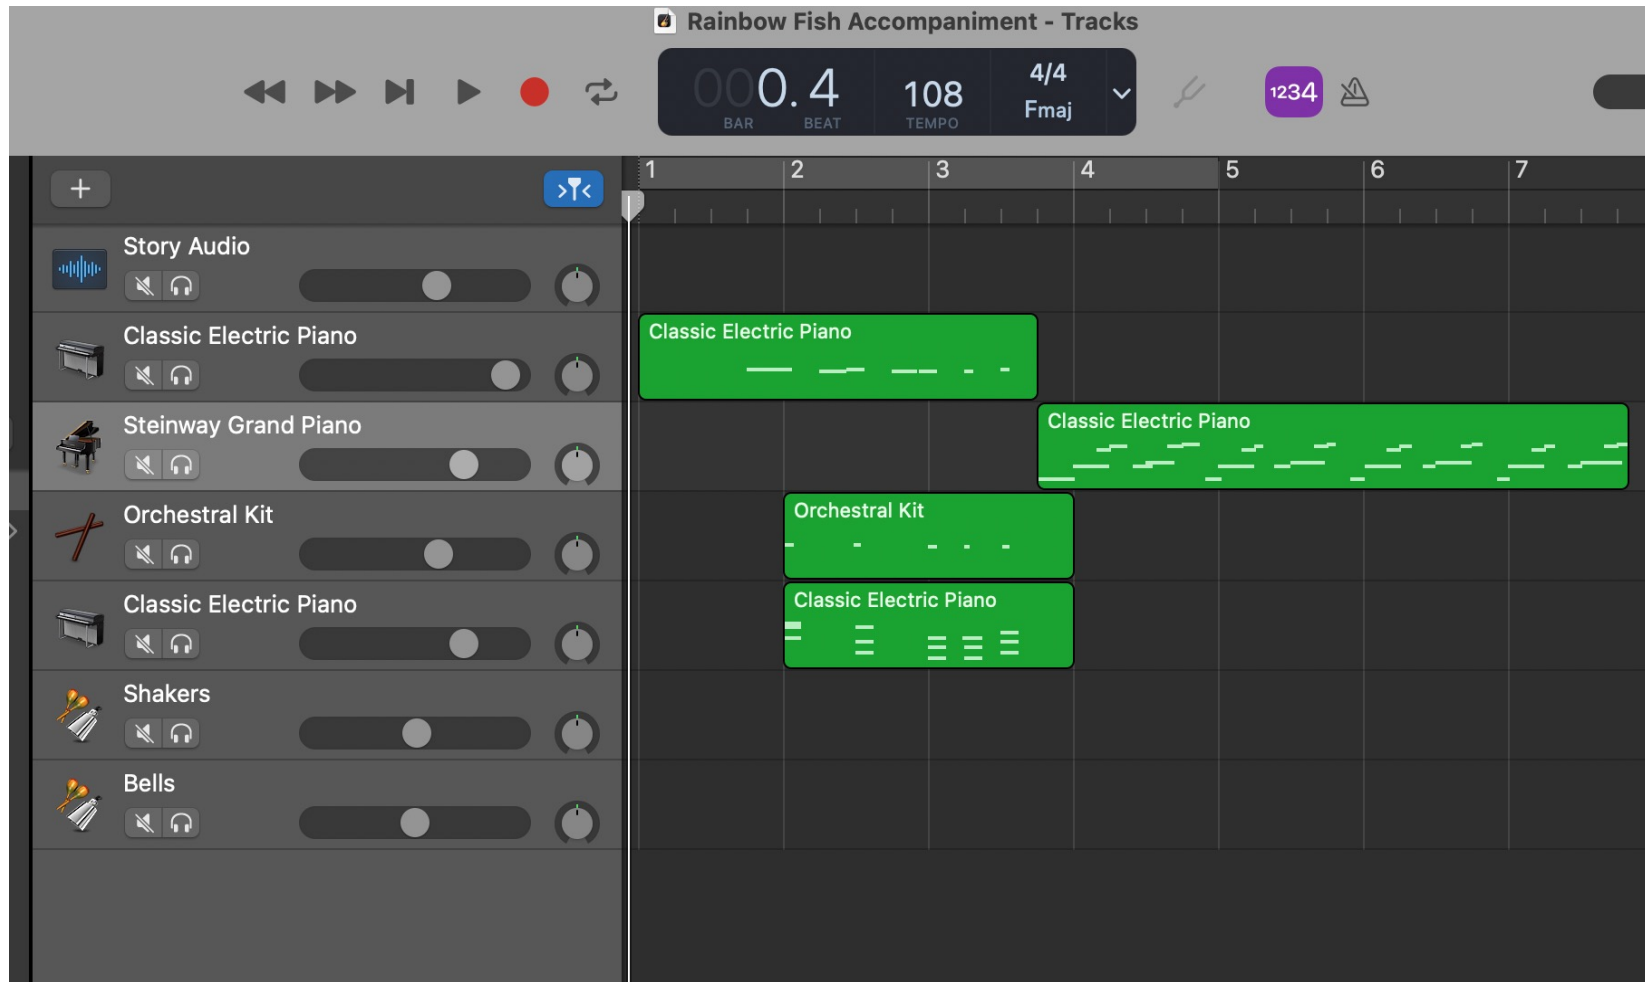 Rainbow Fish Accompaniment - Tracks
000.4
BAR BEAT
108
TEMPO
4/4
Fmaj
1234
1 2 3 4 5 6 7
Story Audio
Classic Electric Piano
Classic Electric Piano
Steinway Grand Piano
Classic Electric Piano
Orchestral Kit
Orchestral Kit
Classic Electric Piano
Classic Electric Piano
Shakers
Bells